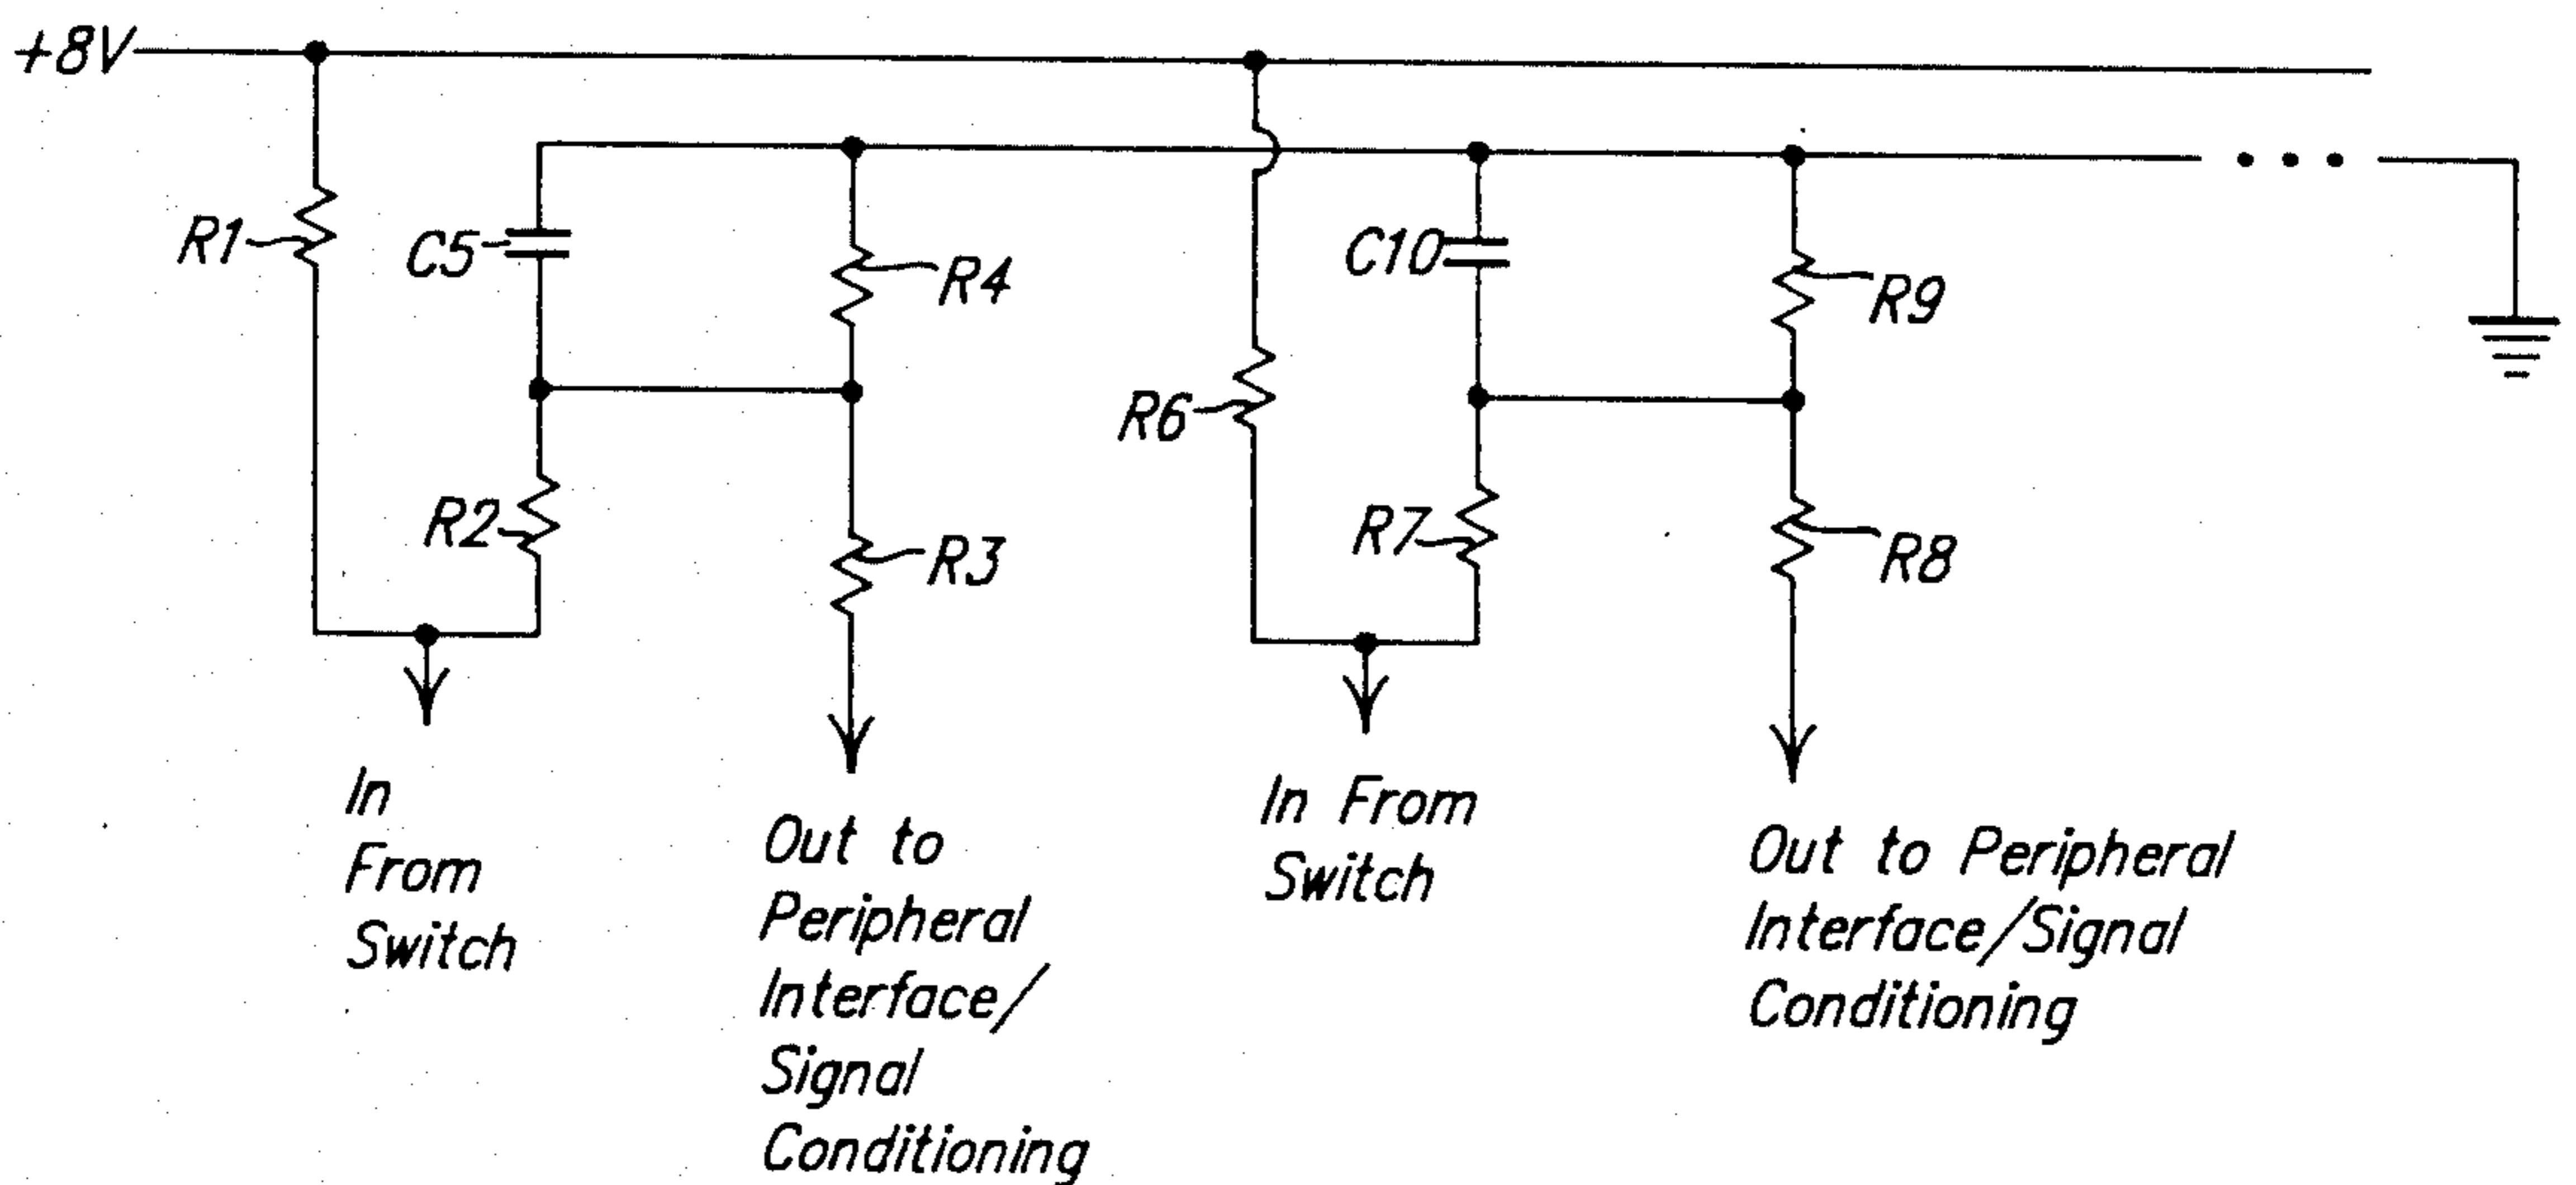 +8V
R1
C5
R4
R2
R3
C10
R9
R6
R7
R8
In
From
Switch
Out to
Peripheral
Interface/
Signal
Conditioning
In From
Switch
Out to Peripheral
Interface/Signal
Conditioning